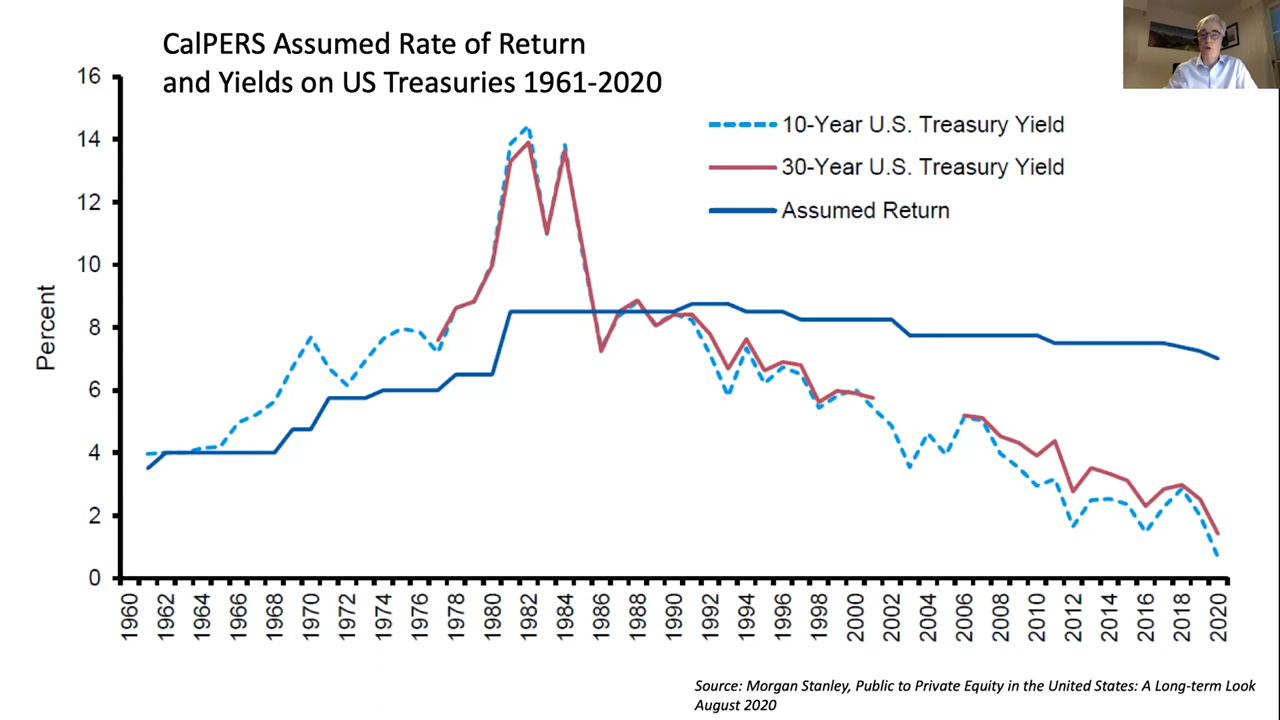 CalPERS Assumed Rate of Return
and Yields on US Treasuries 1961-2020
10-Year U.S. Treasury Yield
30-Year U.S. Treasury Yield
Assumed Return
Percent
16
14
12
10
8
6
4
2
0
1960 1962 1964 1966 1968 1970 1972 1974 1976 1978 1980 1982 1984 1986 1988 1990 1992 1994 1996 1998 2000 2002 2004 2006 2008 2010 2012 2014 2016 2018 2020
Source: Morgan Stanley, Public to Private Equity in the United States: A Long-term Look
August 2020